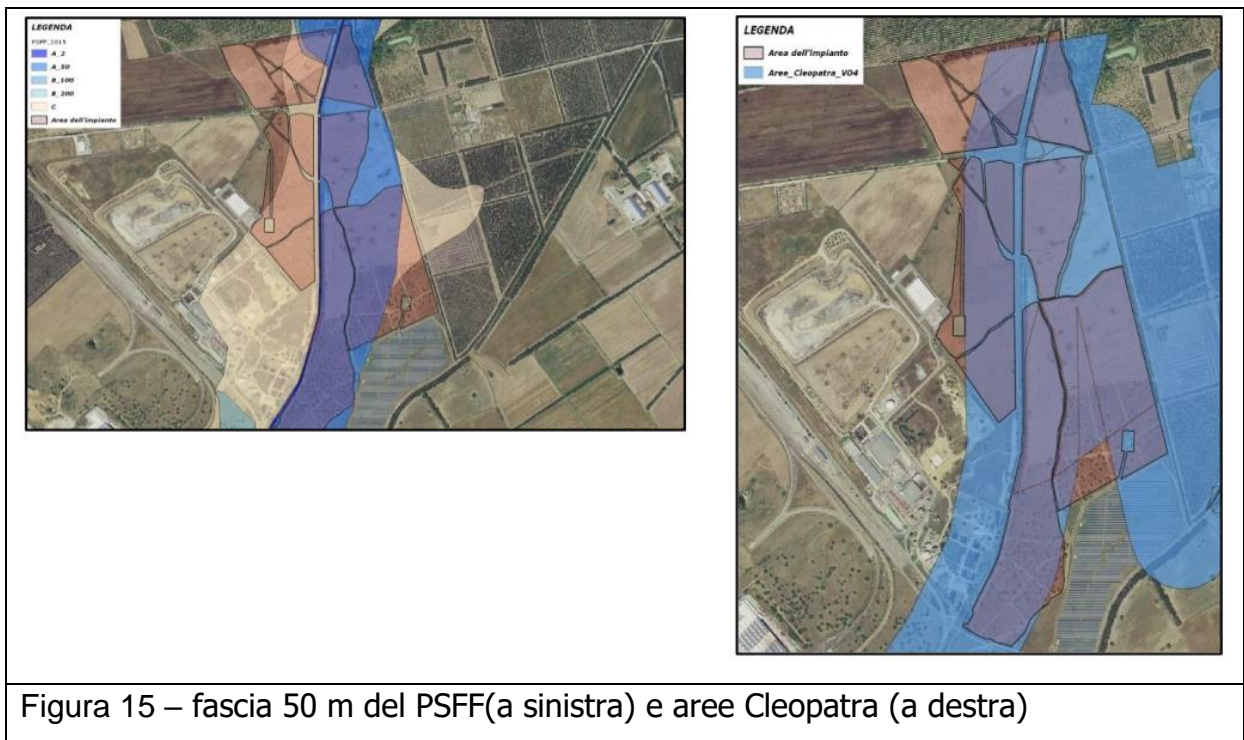 LEGENDA
PSFF_2015
A_2
A_50
B_100
B_200
C
Area dell'impianto
LEGENDA
Area dell'impianto
Aree_Cleopatra_V04
Figura 15 – fascia 50 m del PSFF(a sinistra) e aree Cleopatra (a destra)